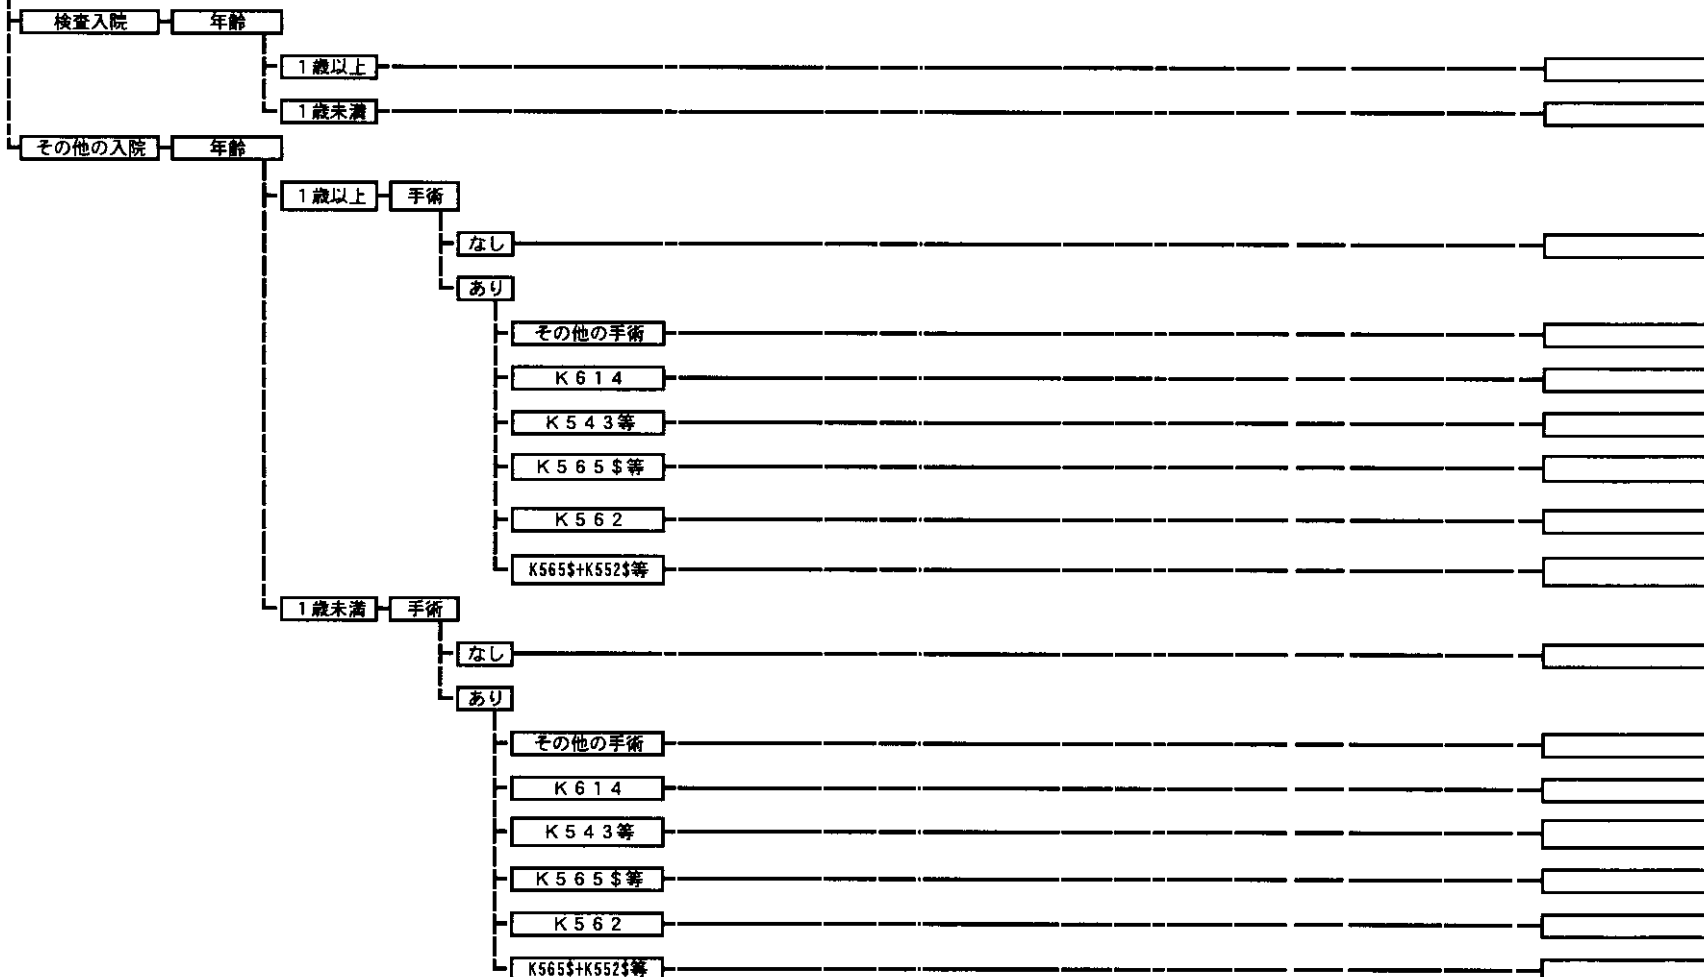 検査入院 年齢
1歳以上
1歳未満
その他の入院 年齢
1歳以上 手術
なし
あり
その他の手術
K614
K543等
K565$等
K562
K565$+K552$等
1歳未満 手術
なし
あり
その他の手術
K614
K543等
K565$等
K562
K565$+K552$等